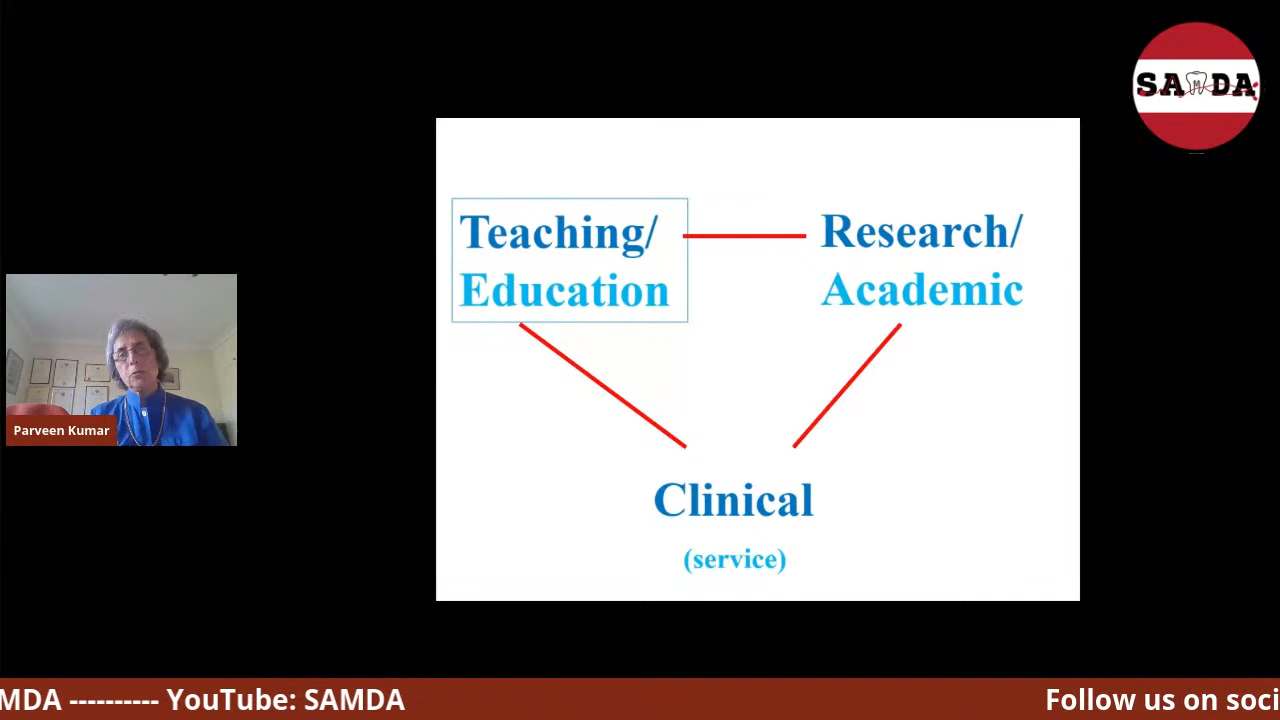 SAMDA
Teaching/
Education
Research/
Academic
Clinical
(service)
Parveen Kumar
MDA ---------- YouTube: SAMDA
Follow us on soci